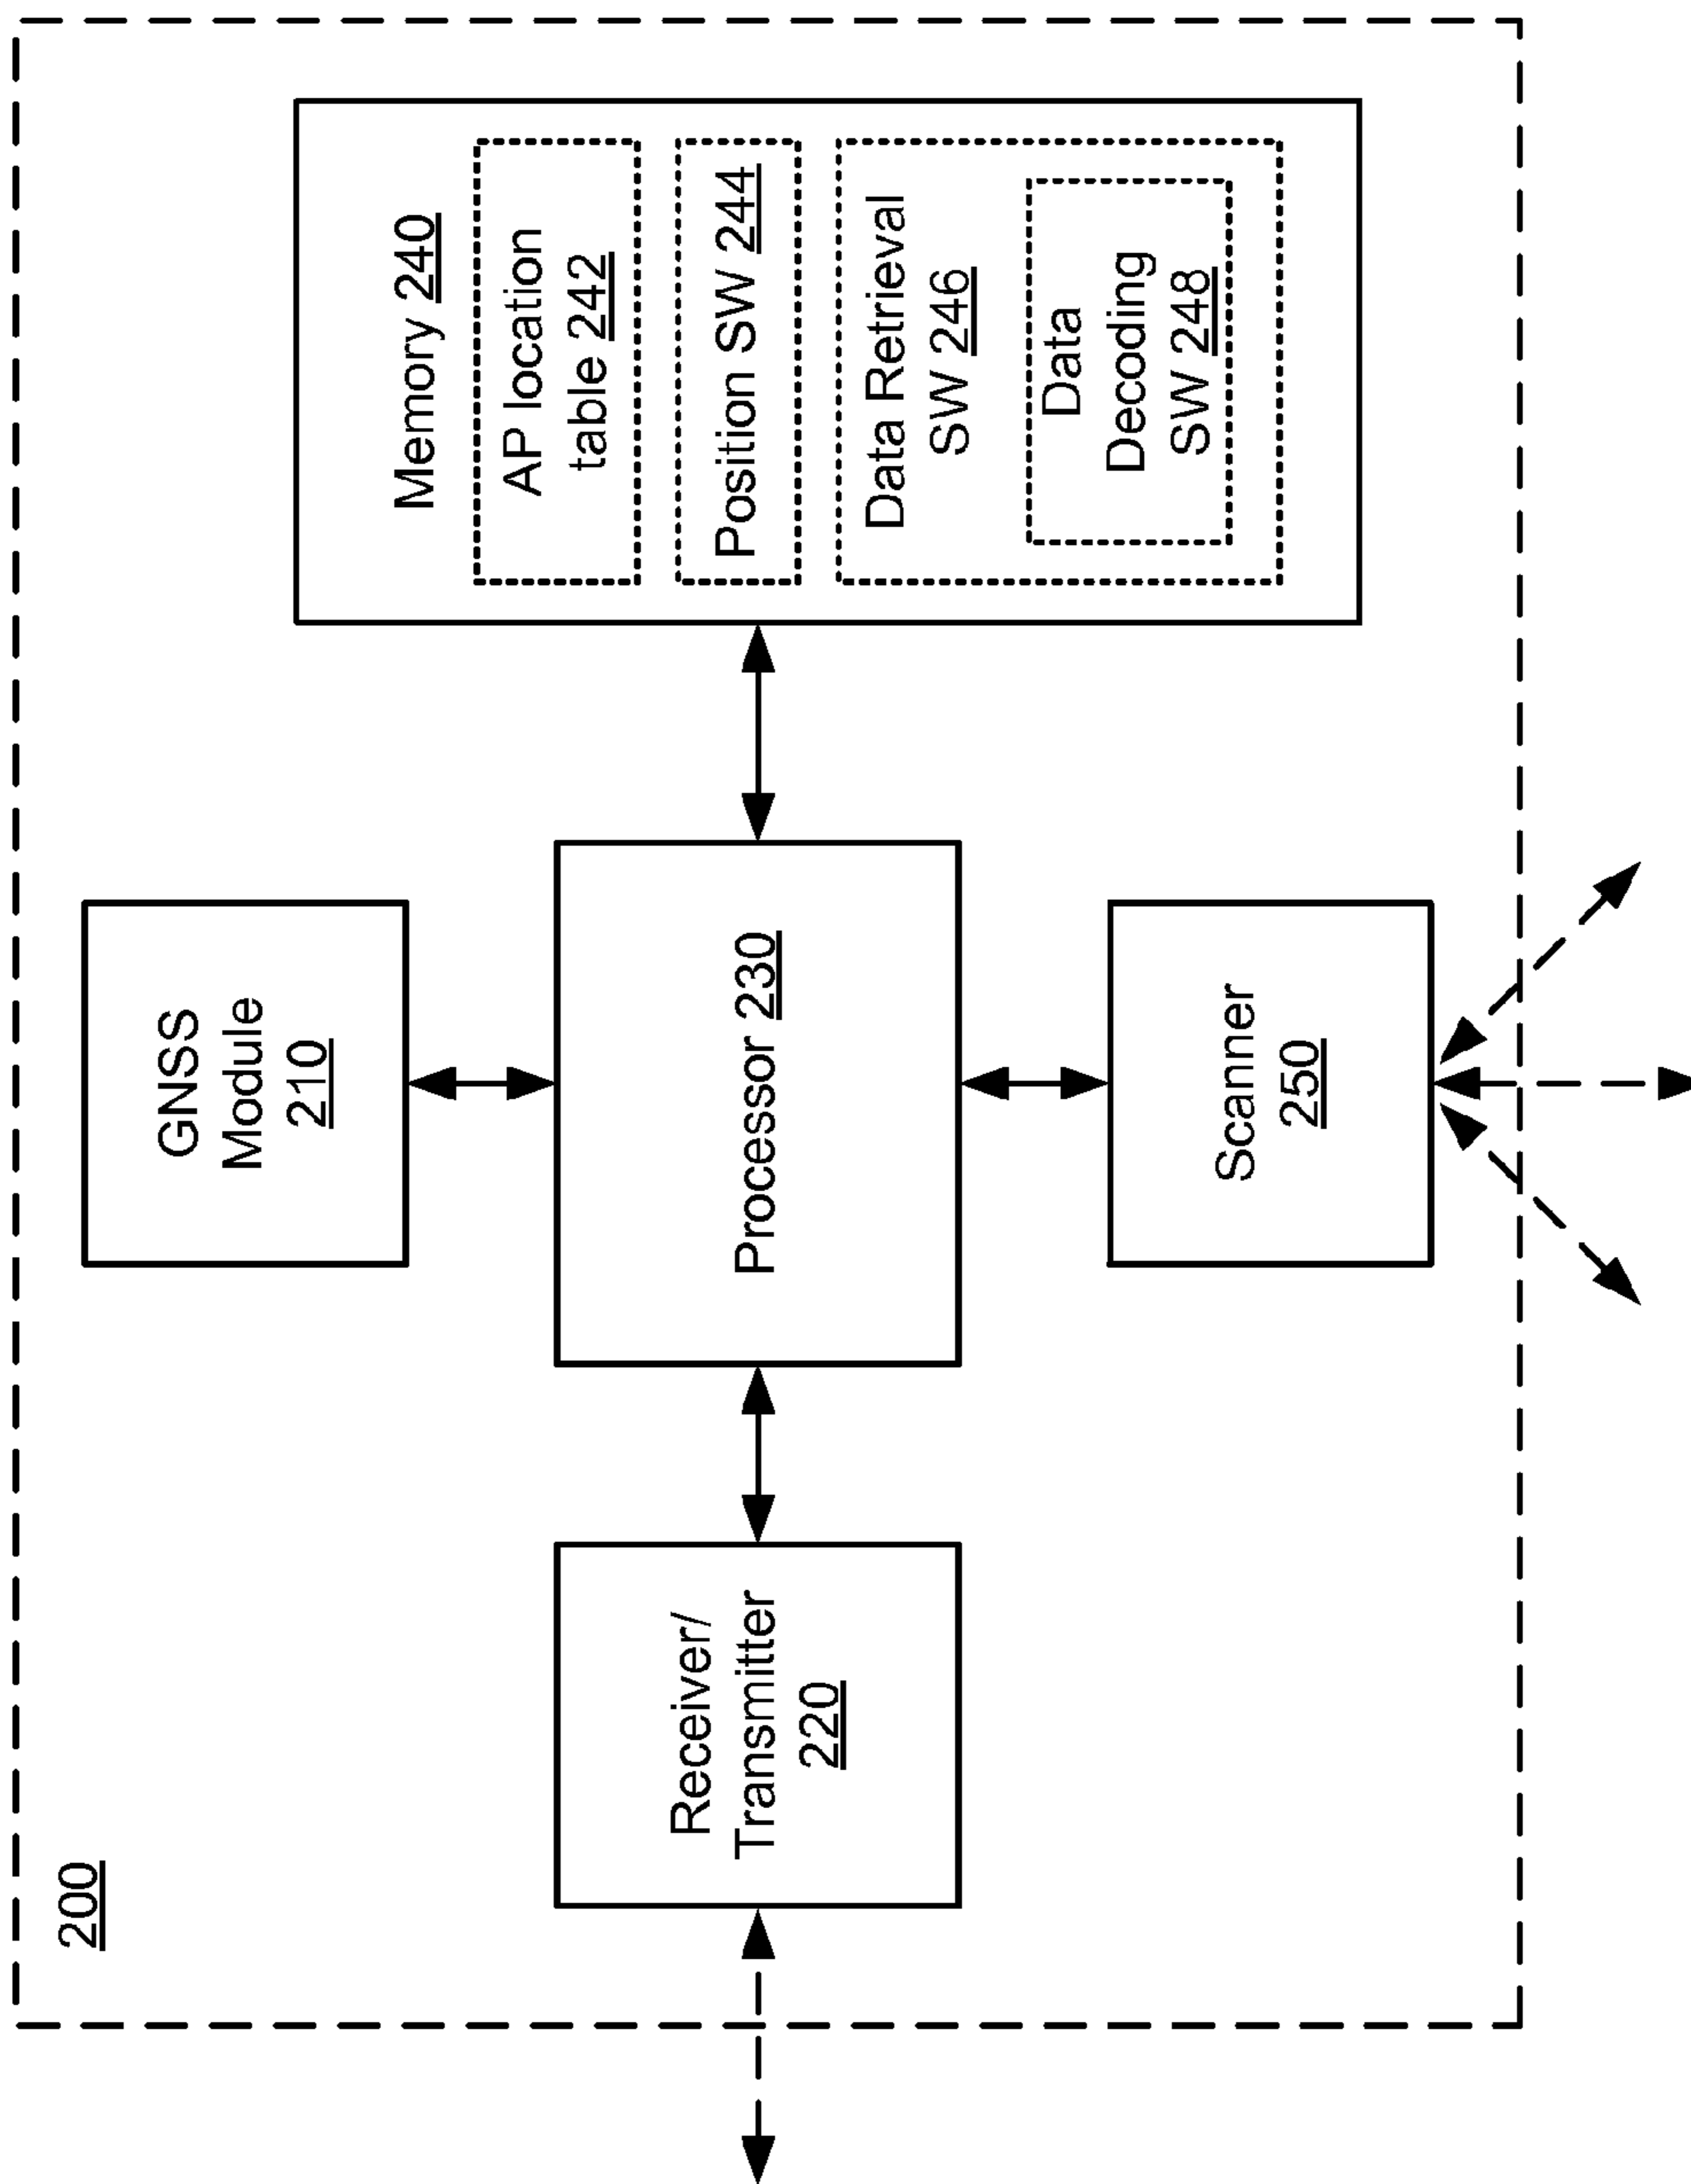 200
GNSS
Module
210
Receiver/
Transmitter
220
Processor 230
Scanner
250
Memory 240
AP location
table 242
Position SW 244
Data Retrieval
SW 246
Data
Decoding
SW 248